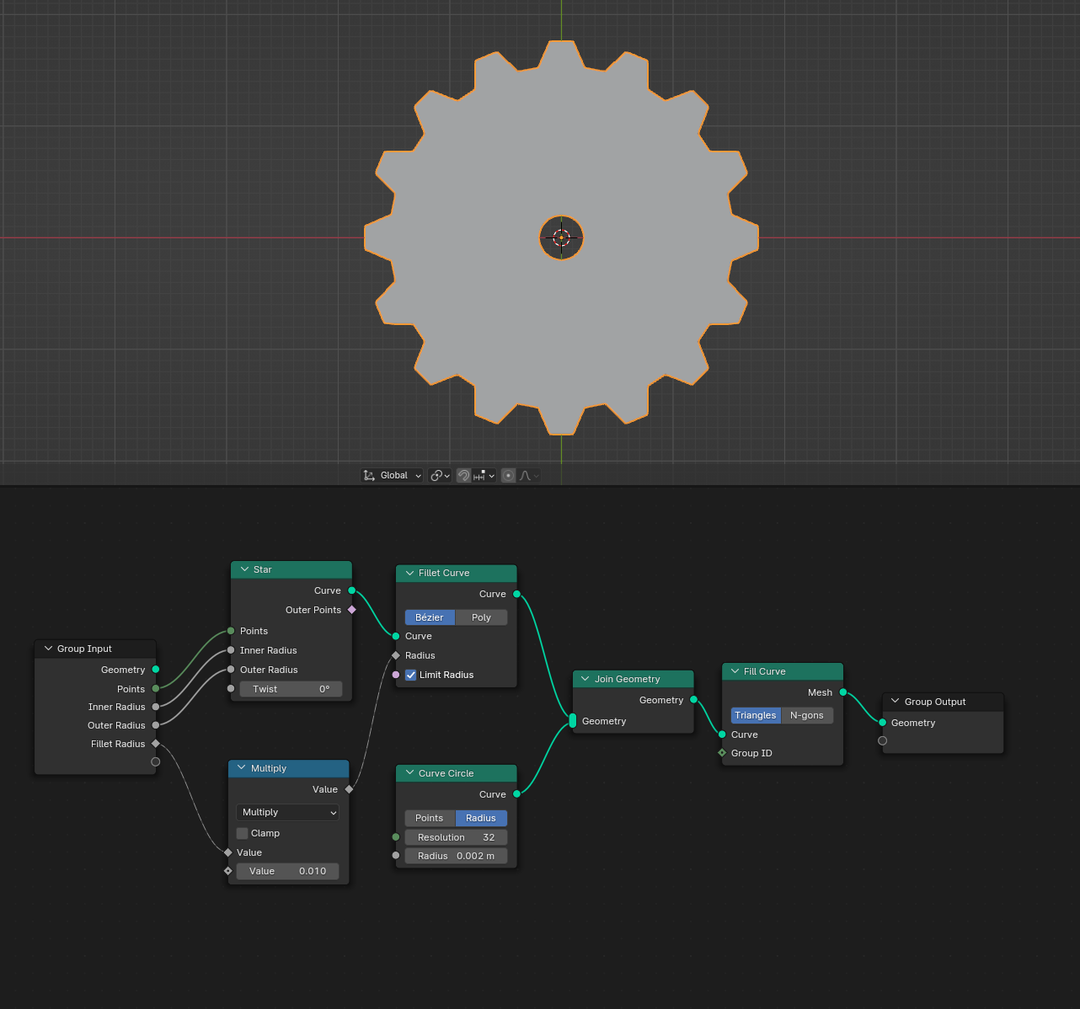 Global
Star
Curve
Outer Points
Points
Inner Radius
Outer Radius
Twist 0°
Fillet Curve
Curve
Bézier Poly
Curve
Radius
Limit Radius
Group Input
Geometry
Points
Inner Radius
Outer Radius
Fillet Radius
Multiply
Value
Multiply
Clamp
Value
Value 0.010
Curve Circle
Curve
Points Radius
Resolution 32
Radius 0.002 m
Join Geometry
Geometry
Geometry
Fill Curve
Mesh
Triangles N-gons
Curve
Group ID
Group Output
Geometry